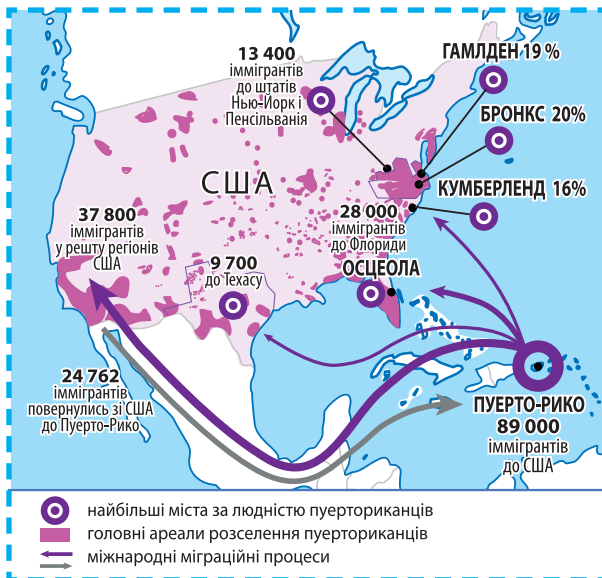 13 400
іммігрантів
до штатів
Нью-Йорк і
Пенсільванія
ГАМЛДЕН 19 %
БРОНКС 20%
КУМБЕРЛЕНД 16%
США
37 800
іммігрантів
у решту регіонів
США
9 700
до Техасу
28 000
іммігрантів
до Флориди
ОСЦЕОЛА
24 762
іммігрантів
повернулись зі США
до Пуерто-Рико
ПУЕРТО-РИКО
89 000
іммігрантів
до США
найбільші міста за людністю пуерториканців
головні ареали розселення пуерториканців
міжнародні міграційні процеси